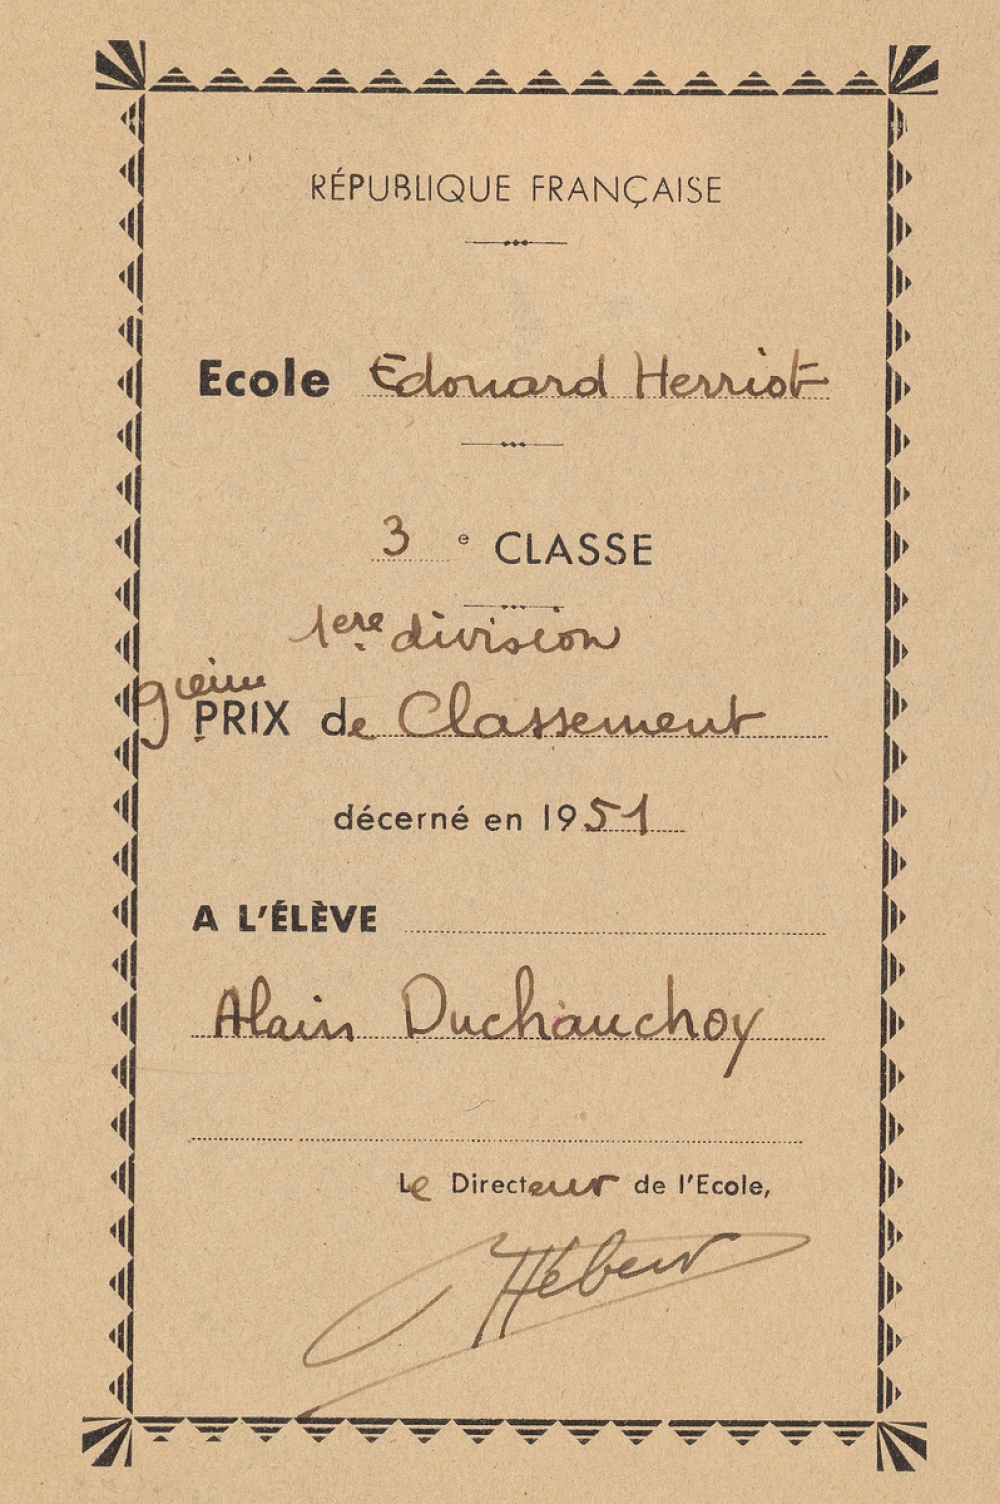 RÉPUBLIQUE FRANÇAISE
Ecole Edouard Herriot
3 e CLASSE
1ere division
9ieme PRIX de Classement
décerné en 1951
A L'ÉLÈVE
Alain Duchauchoy
Le Directeur de l'Ecole,